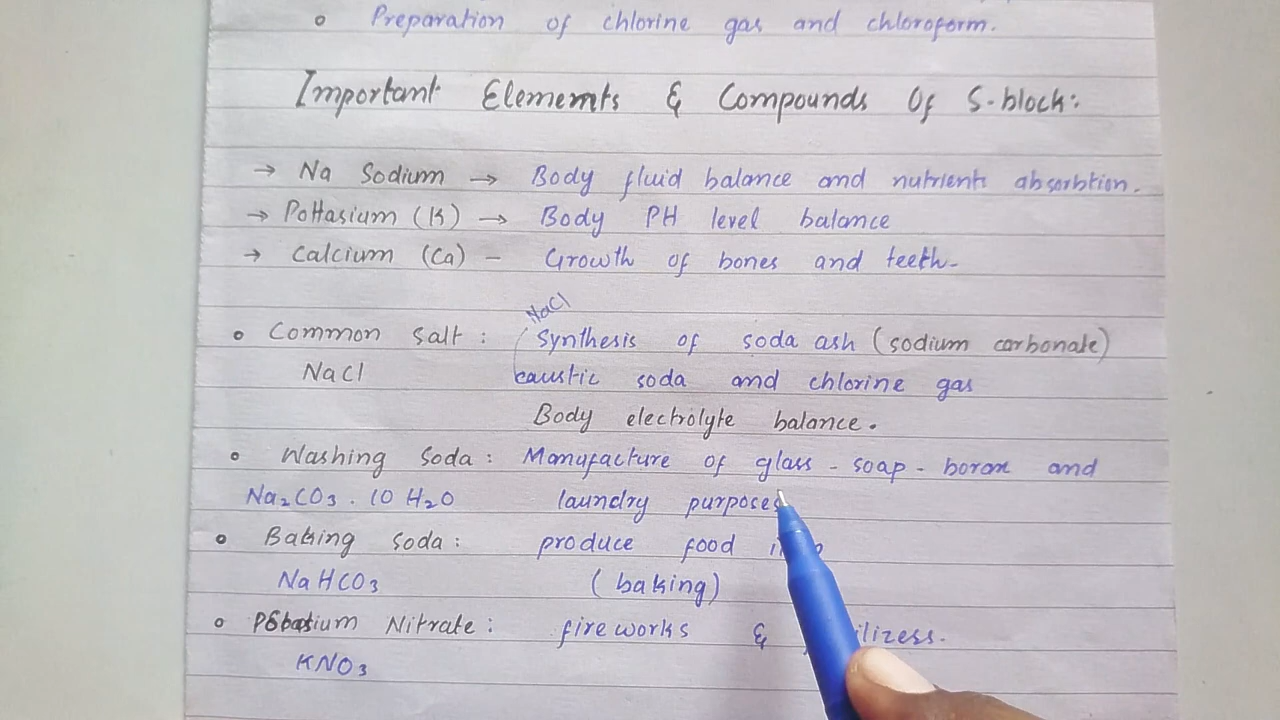 o Preparation of chlorine gas and chloroform.
Important Elements & Compounds Of S-block:
→ Na Sodium → Body fluid balance and nutrients absorbtion.
→ Pottasium (K) → Body PH level balance
→ Calcium (Ca) - Growth of bones and teeth-
NaCl
o Common salt : Synthesis of soda ash (sodium carbonate)
NaCl caustic soda and chlorine gas
Body electrolyte balance.
o Washing Soda : Manufacture of glass - soap - borax and
Na₂CO₃ . 10 H₂O laundry purposes
o Baking soda : produce food
NaHCO₃ (baking)
o Nitrate : fireworks &
KNO₃